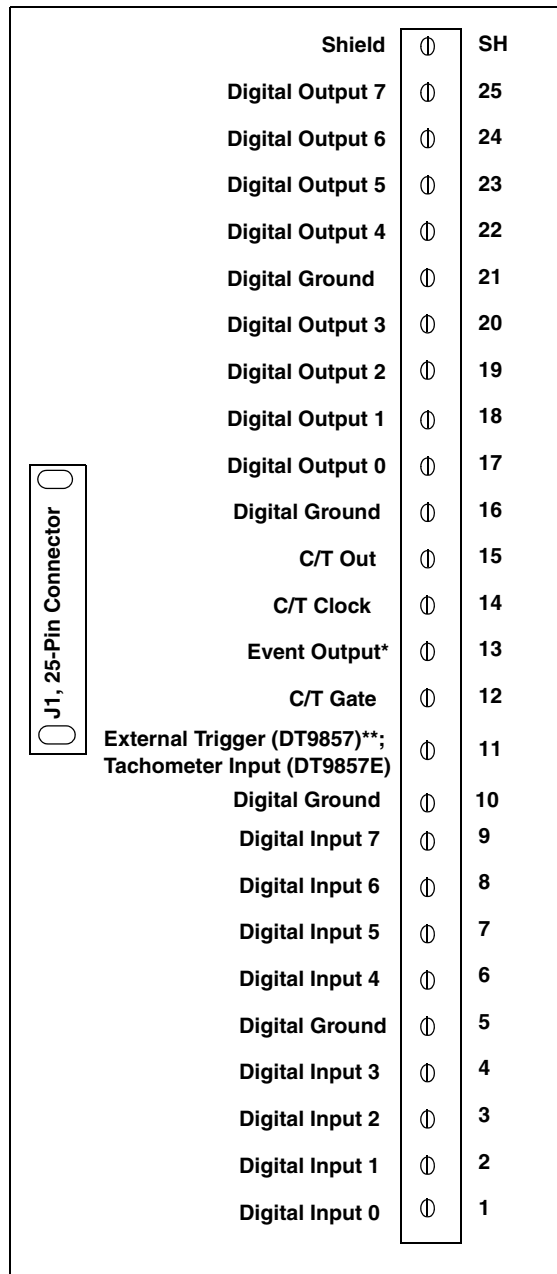 Shield SH
Digital Output 7 25
Digital Output 6 24
Digital Output 5 23
Digital Output 4 22
Digital Ground 21
Digital Output 3 20
Digital Output 2 19
Digital Output 1 18
Digital Output 0 17
Digital Ground 16
C/T Out 15
C/T Clock 14
Event Output* 13
C/T Gate 12
External Trigger (DT9857)**;
Tachometer Input (DT9857E) 11
Digital Ground 10
Digital Input 7 9
Digital Input 6 8
Digital Input 5 7
Digital Input 4 6
Digital Ground 5
Digital Input 3 4
Digital Input 2 3
Digital Input 1 2
Digital Input 0 1
J1, 25-Pin Connector